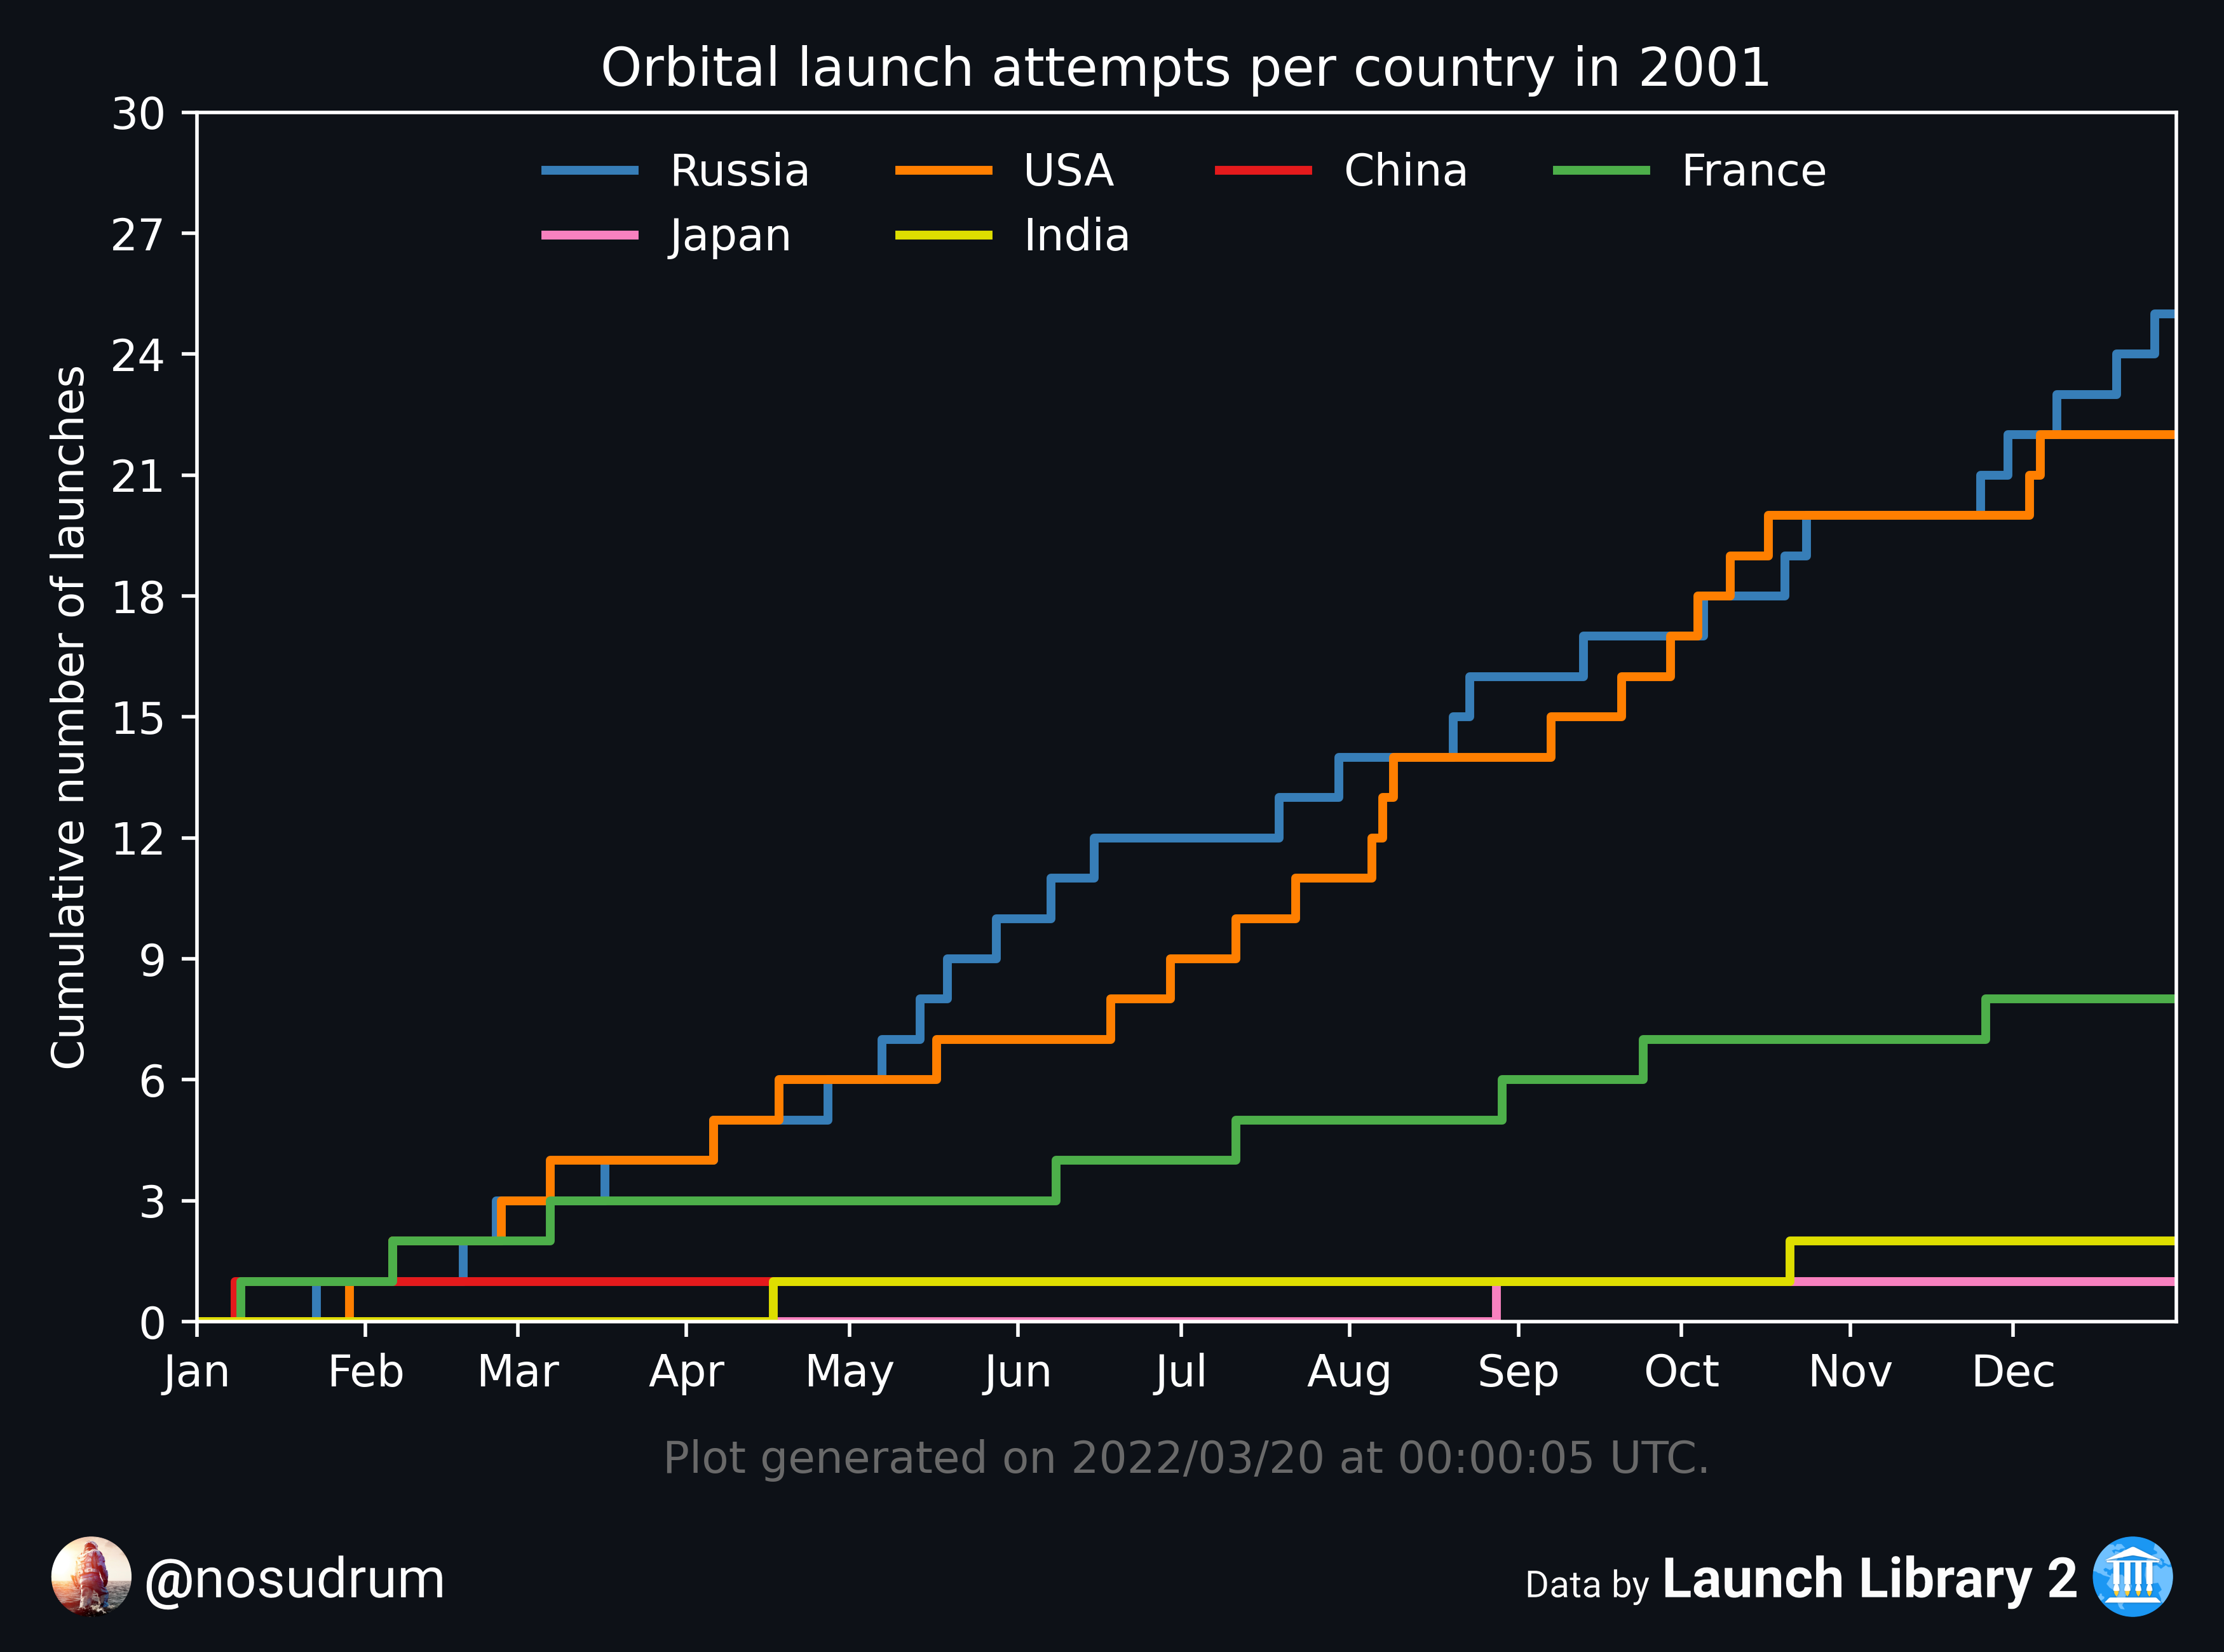 Orbital launch attempts per country in 2001
Russia USA China France
Japan India
Cumulative number of launches
30
27
24
21
18
15
12
9
6
3
0
Jan Feb Mar Apr May Jun Jul Aug Sep Oct Nov Dec
Plot generated on 2022/03/20 at 00:00:05 UTC.
@nosudrum
Data by Launch Library 2